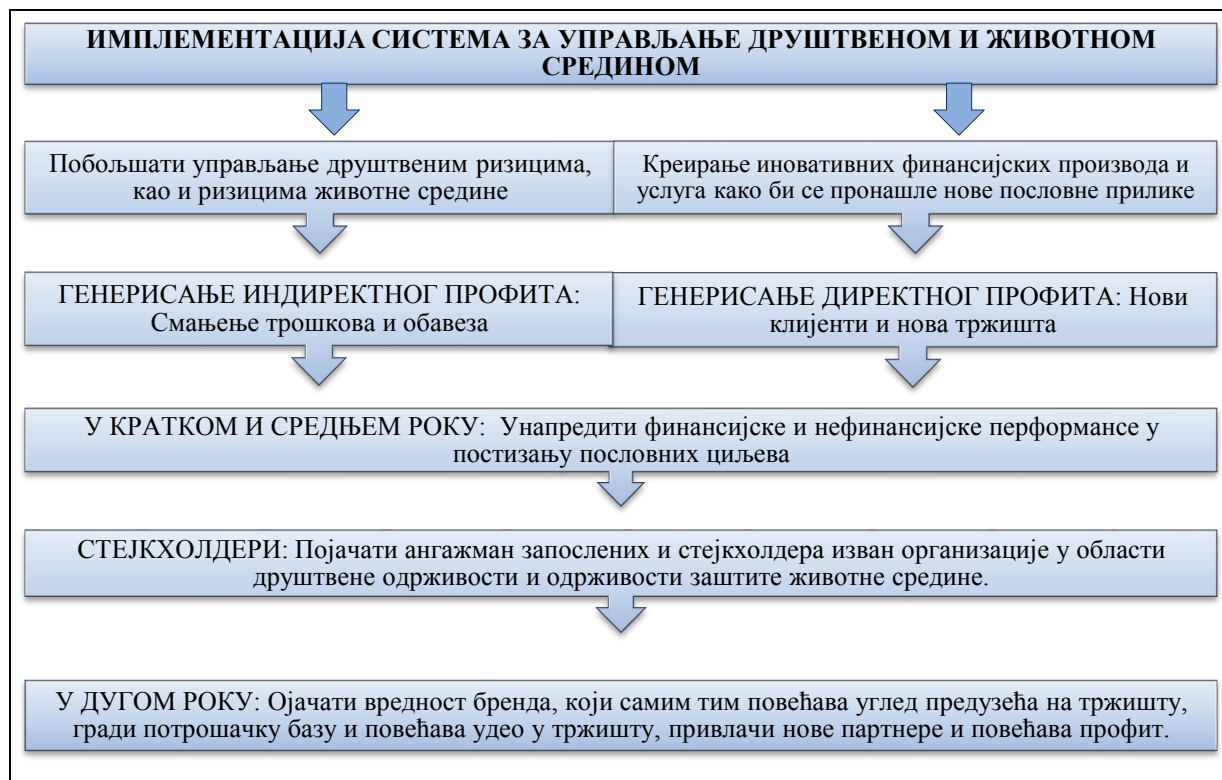 ИМПЛЕМЕНТАЦИЈА СИСТЕМА ЗА УПРАВЉАЊЕ ДРУШТВЕНОМ И ЖИВОТНОМ
СРЕДИНОМ
Побољшати управљање друштвеним ризицима,
као и ризицима животне средине
Креирање иновативних финансијских производа и
услуга како би се пронашле нове пословне прилике
ГЕНЕРИСАЊЕ ИНДИРЕКТНОГ ПРОФИТА:
Смањење трошкова и обавеза
ГЕНЕРИСАЊЕ ДИРЕКТНОГ ПРОФИТА: Нови
клијенти и нова тржишта
У КРАТКОМ И СРЕДЊЕМ РОКУ: Унапредити финансијске и нефинансијске перформансе у
постизању пословних циљева
СТЕЈКХОЛДЕРИ: Појачати ангажман запослених и стејкхолдера изван организације у области
друштвене одрживости и одрживости заштите животне средине.
У ДУГОМ РОКУ: Ојачати вредност бренда, који самим тим повећава углед предузећа на тржишту,
гради потрошачку базу и повећава удео у тржишту, привлачи нове партнере и повећава профит.